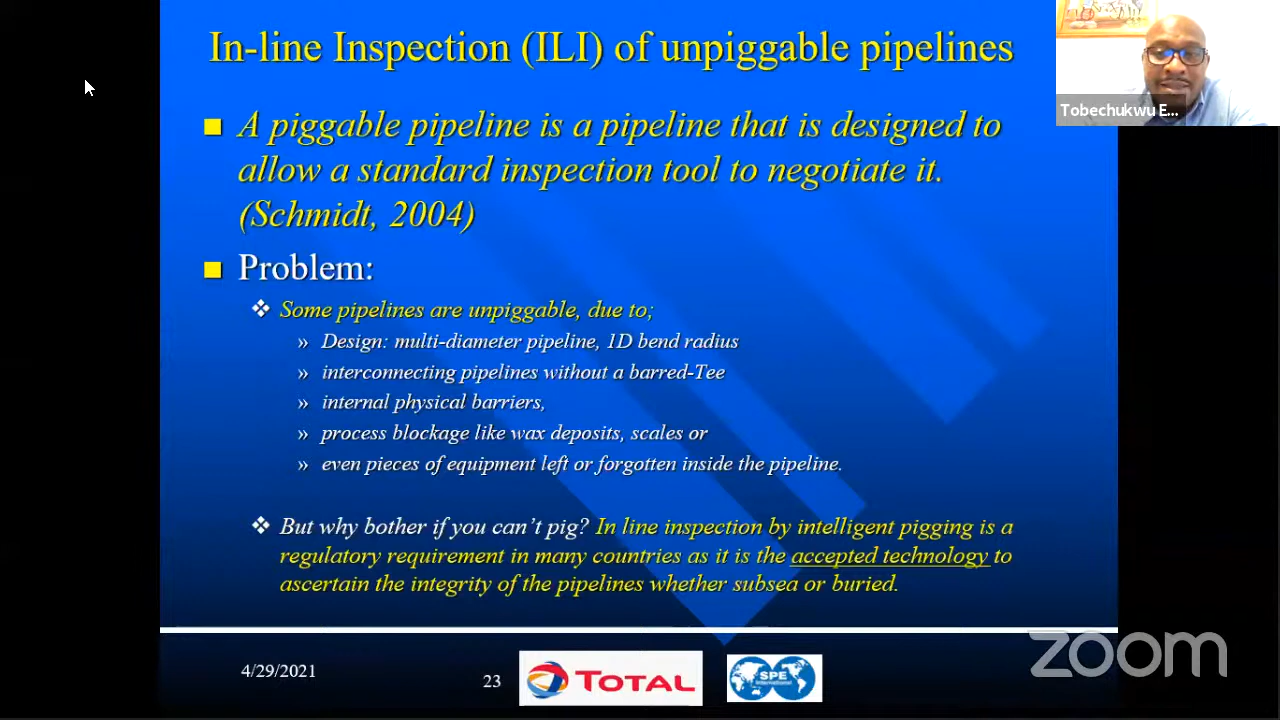 In-line Inspection (ILI) of unpiggable pipelines
Tobechukwu E...
■ A piggable pipeline is a pipeline that is designed to
allow a standard inspection tool to negotiate it.
(Schmidt, 2004)
■ Problem:
❖ Some pipelines are unpiggable, due to;
» Design: multi-diameter pipeline, 1D bend radius
» interconnecting pipelines without a barred-Tee
» internal physical barriers,
» process blockage like wax deposits, scales or
» even pieces of equipment left or forgotten inside the pipeline.
❖ But why bother if you can't pig? In line inspection by intelligent pigging is a
regulatory requirement in many countries as it is the accepted technology to
ascertain the integrity of the pipelines whether subsea or buried.
4/29/2021
23
TOTAL
SPE
International
zoom